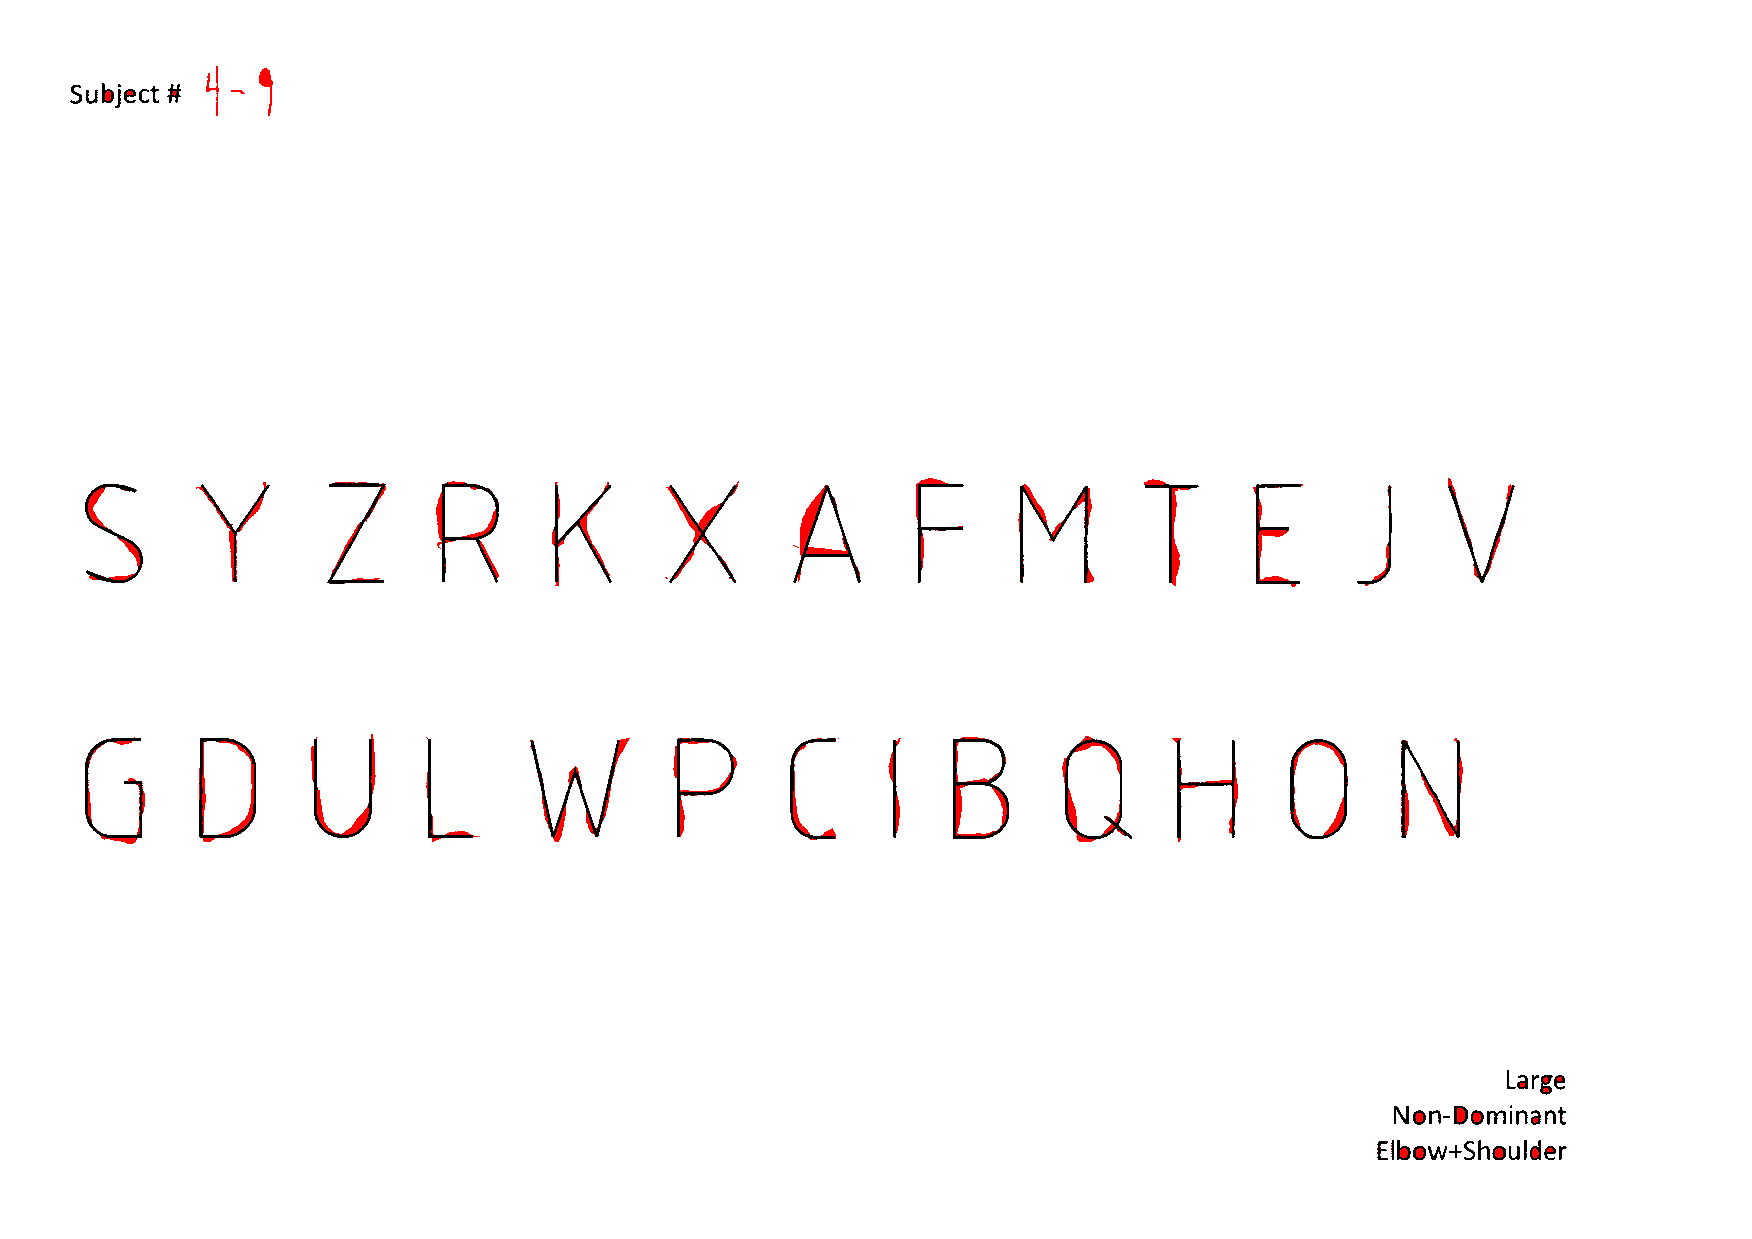 Subject # 4-9
S Y Z R K X A F M T E J V
G D U L W P C I B Q H O N
Large
Non-Dominant
Elbow+Shoulder